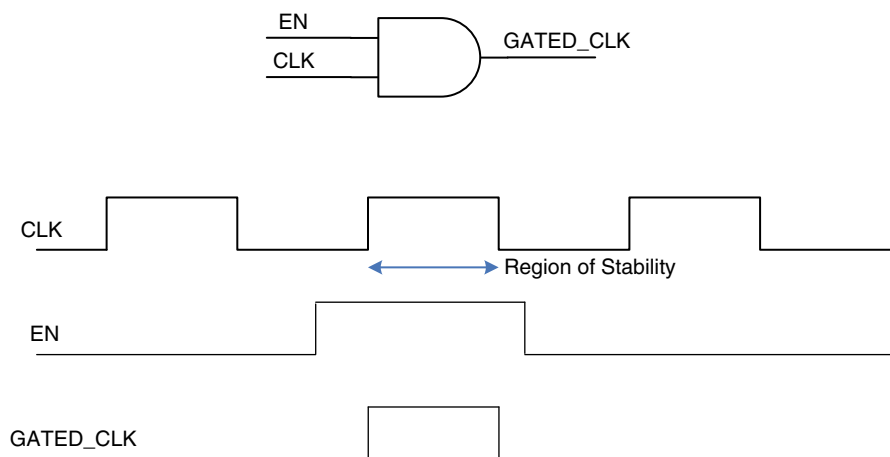 EN
CLK
GATED_CLK
CLK
Region of Stability
EN
GATED_CLK